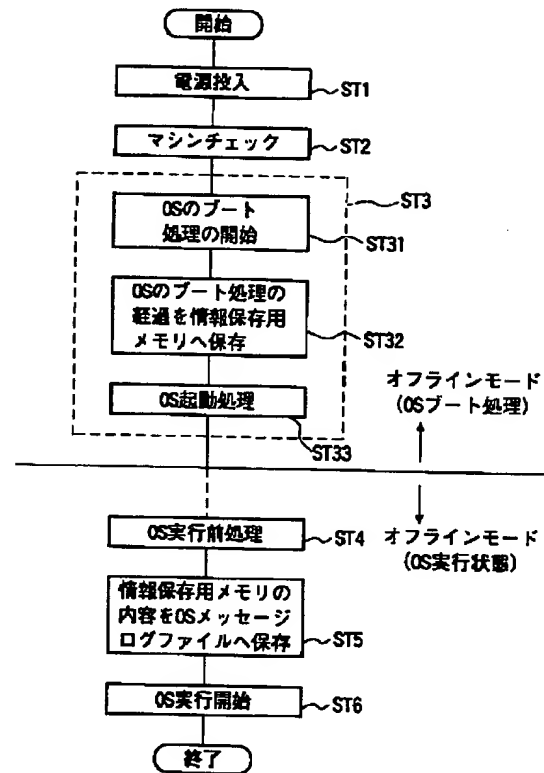 開始
電源投入
ST1
マシンチェック
ST2
ST3
OSのブート
処理の開始
ST31
OSのブート処理の
経過を情報保存用
メモリへ保存
ST32
OS起動処理
ST33
オフラインモード
(OSブート処理)
オフラインモード
(OS実行状態)
OS実行前処理
ST4
情報保存用メモリの
内容をOSメッセージ
ログファイルへ保存
ST5
OS実行開始
ST6
終了